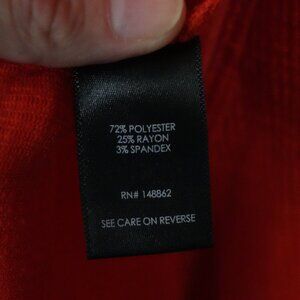 72% POLYESTER
25% RAYON
3% SPANDEX
RN# 148862
SEE CARE ON REVERSE